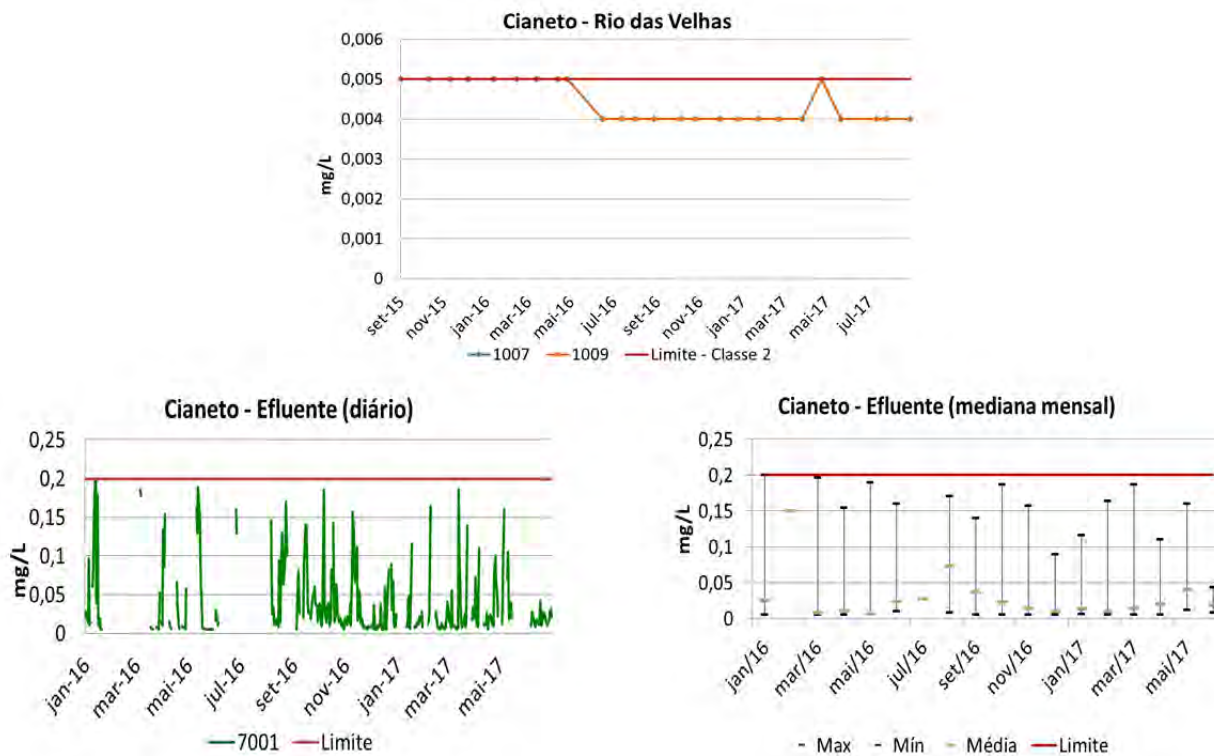 Cianeto - Rio das Velhas
0,006
0,005
0,004
0,003
0,002
0,001
0
mg/L
set-15
nov-15
jan-16
mar-16
mai-16
jul-16
set-16
nov-16
jan-17
mar-17
mai-17
jul-17
1007 1009 Limite - Classe 2
Cianeto - Efluente (diário)
0,25
0,2
0,15
0,1
0,05
0
mg/L
jan-16
mar-16
mai-16
jul-16
set-16
nov-16
jan-17
mar-17
mai-17
7001 Limite
Cianeto - Efluente (mediana mensal)
0,25
0,2
0,15
0,1
0,05
0
mg/L
jan/16
mar/16
mai/16
jul/16
set/16
nov/16
jan/17
mar/17
mai/17
Max Mín Média Limite